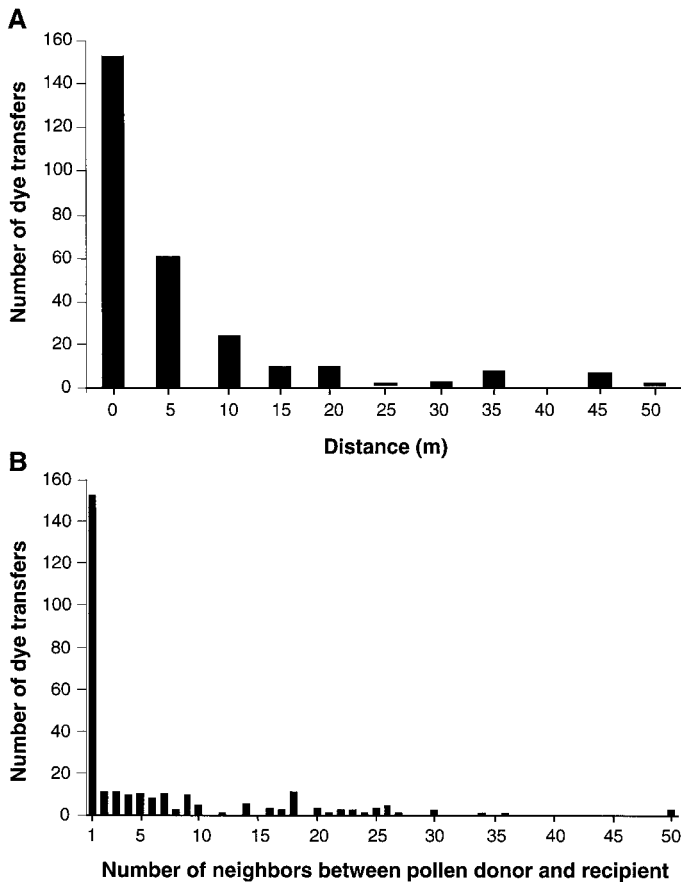 A
160
140
120
100
80
60
40
20
0
Number of dye transfers
0 5 10 15 20 25 30 35 40 45 50
Distance (m)
B
160
140
120
100
80
60
40
20
0
Number of dye transfers
1 5 10 15 20 25 30 35 40 45 50
Number of neighbors between pollen donor and recipient